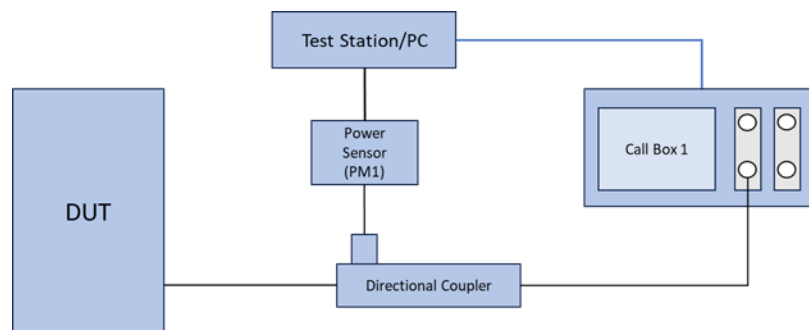 Test Station/PC
Power
Sensor
(PM1)
Call Box 1
DUT
Directional Coupler